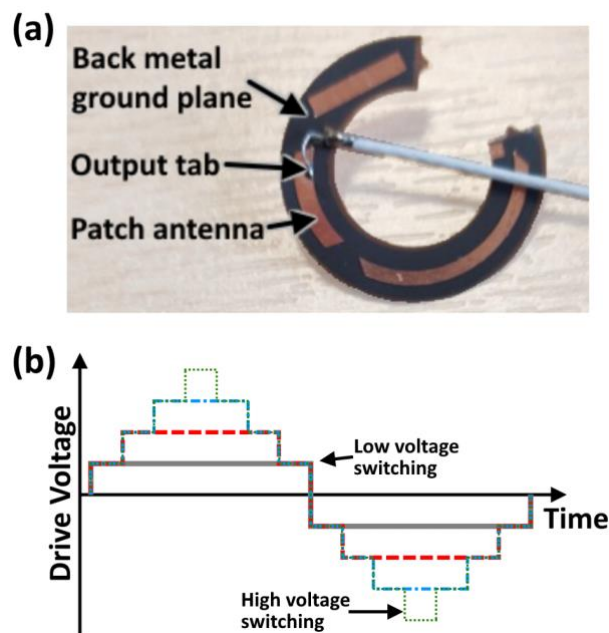 (a)
Back metal
ground plane
Output tab
Patch antenna
(b)
Drive Voltage
Low voltage
switching
Time
High voltage
switching